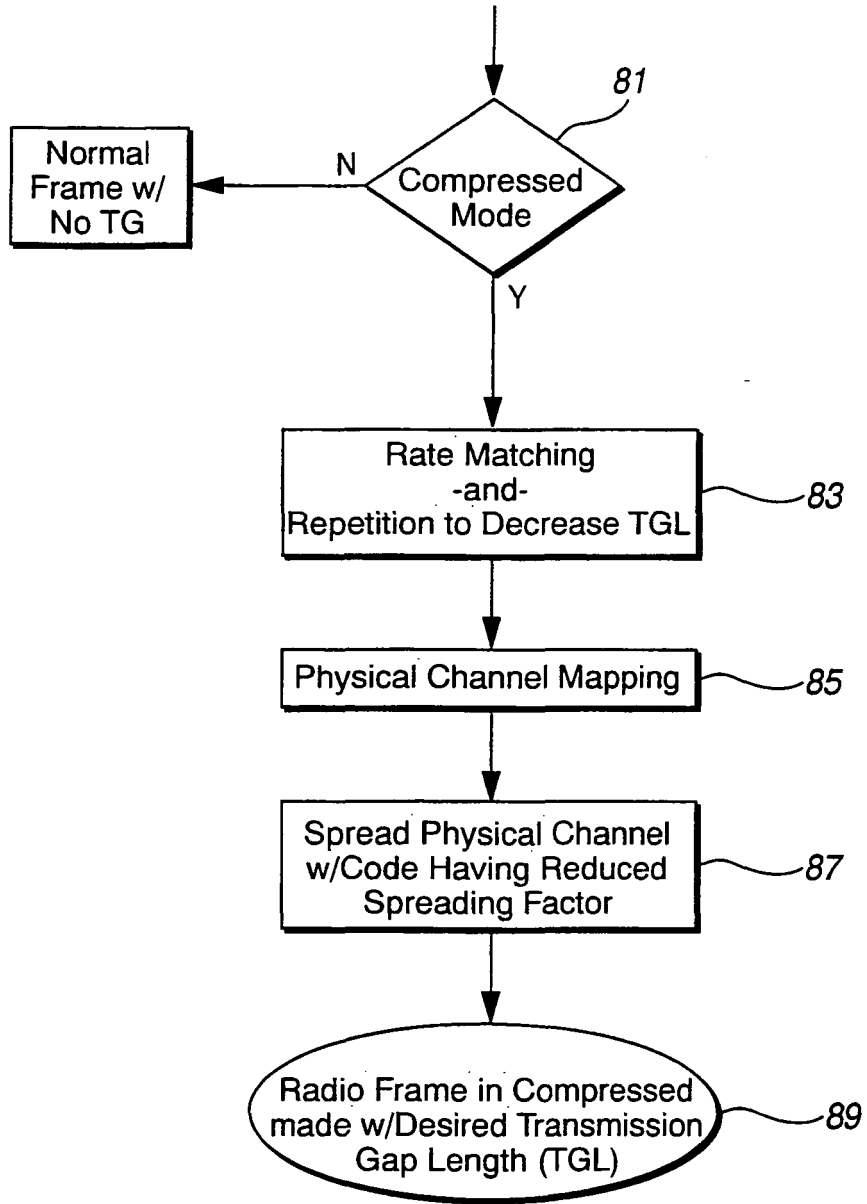 81
Compressed
Mode
N
Normal
Frame w/
No TG
Y
Rate Matching
-and-
Repetition to Decrease TGL
83
Physical Channel Mapping
85
Spread Physical Channel
w/Code Having Reduced
Spreading Factor
87
Radio Frame in Compressed
made w/Desired Transmission
Gap Length (TGL)
89